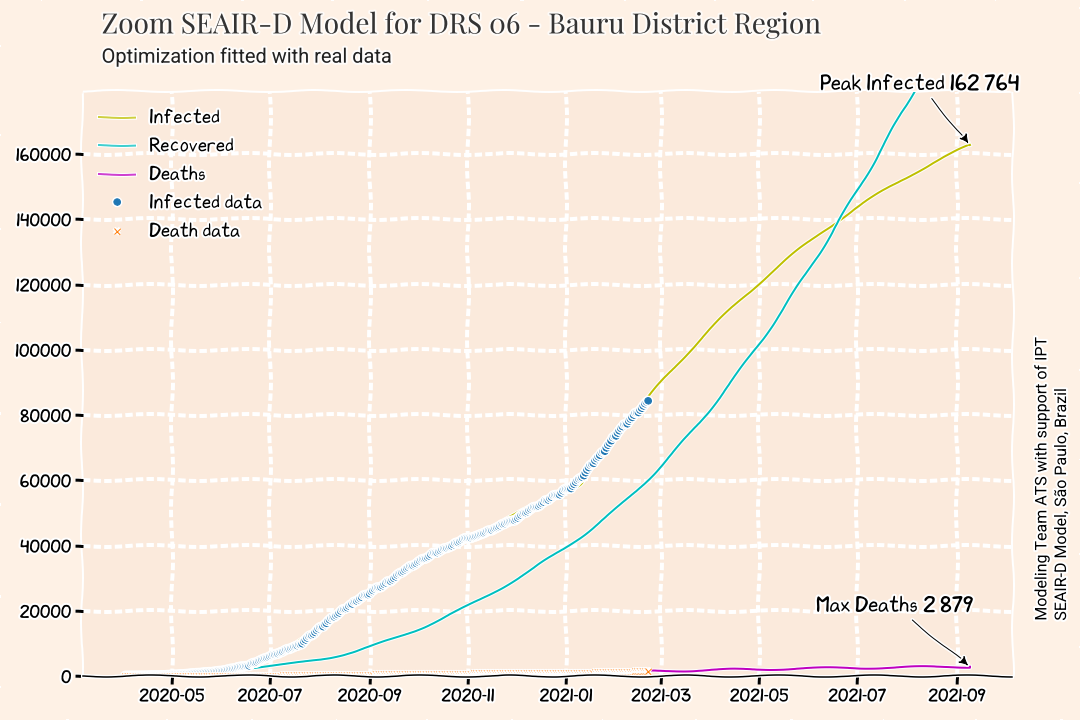 Zoom SEAIR-D Model for DRS 06 - Bauru District Region
Optimization fitted with real data
Peak Infected 162 764
Infected
Recovered
Deaths
Infected data
Death data
160000
140000
120000
100000
80000
60000
40000
20000
0
Max Deaths 2 879
2020-05 2020-07 2020-09 2020-11 2021-01 2021-03 2021-05 2021-07 2021-09
Modeling Team ATS with support of IPT
SEAIR-D Model, São Paulo, Brazil